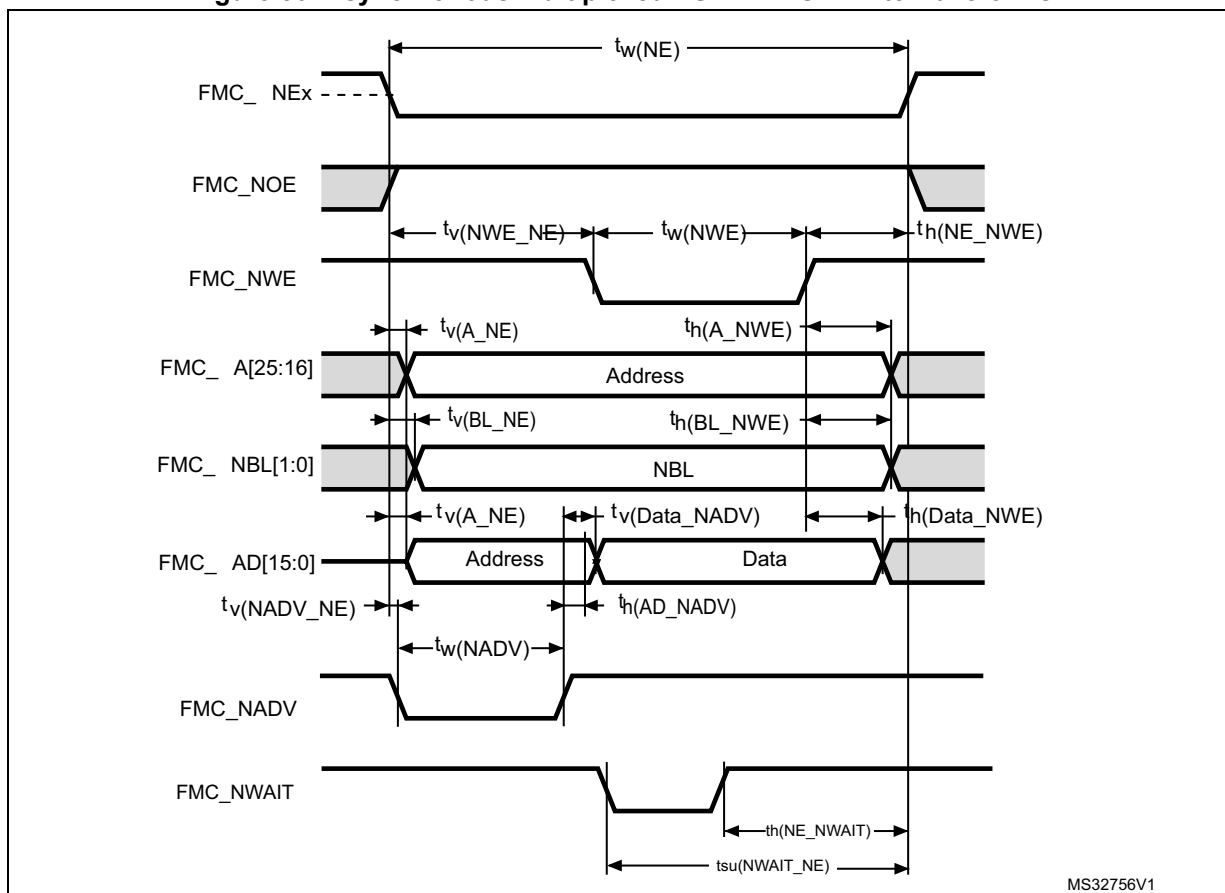 tw(NE)
FMC_ NEx
FMC_NOE
tv(NWE_NE) tw(NWE) th(NE_NWE)
FMC_NWE
tv(A_NE) th(A_NWE)
FMC_ A[25:16] Address
tv(BL_NE) th(BL_NWE)
FMC_ NBL[1:0] NBL
tv(A_NE) tv(Data_NADV) th(Data_NWE)
FMC_ AD[15:0] Address Data
tv(NADV_NE) th(AD_NADV)
tw(NADV)
FMC_NADV
FMC_NWAIT
th(NE_NWAIT)
tsu(NWAIT_NE)
MS32756V1